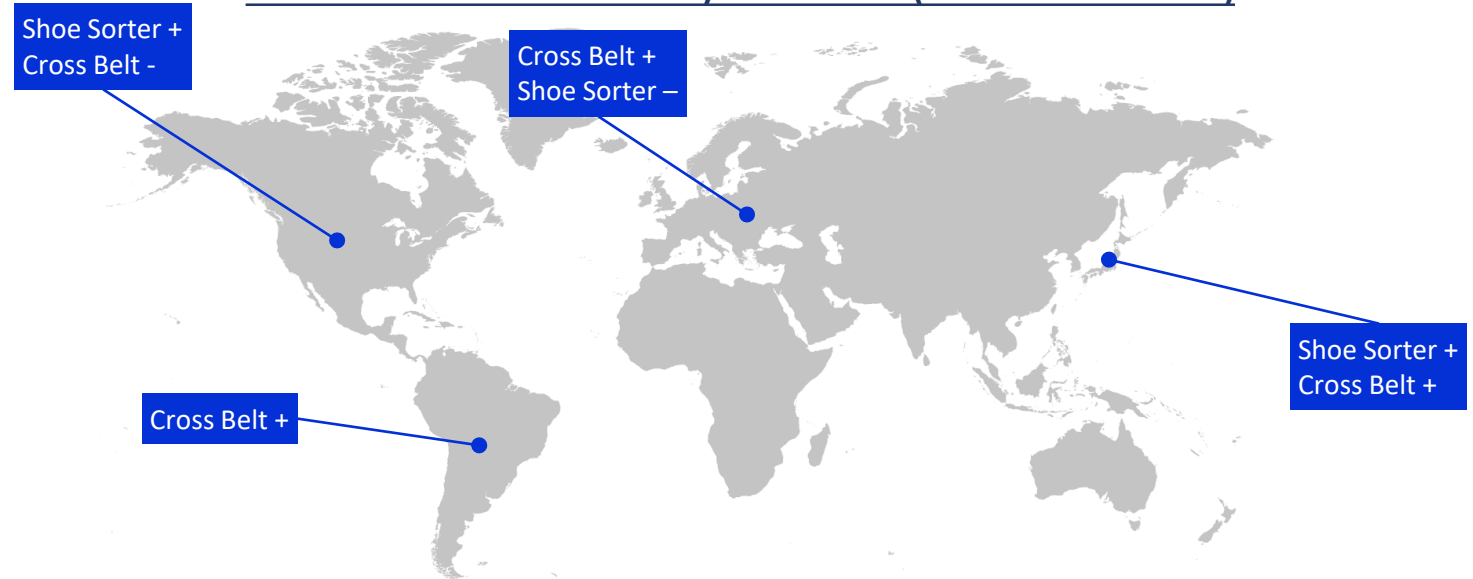 Shoe Sorter +
Cross Belt -
Cross Belt +
Shoe Sorter –
Shoe Sorter +
Cross Belt +
Cross Belt +